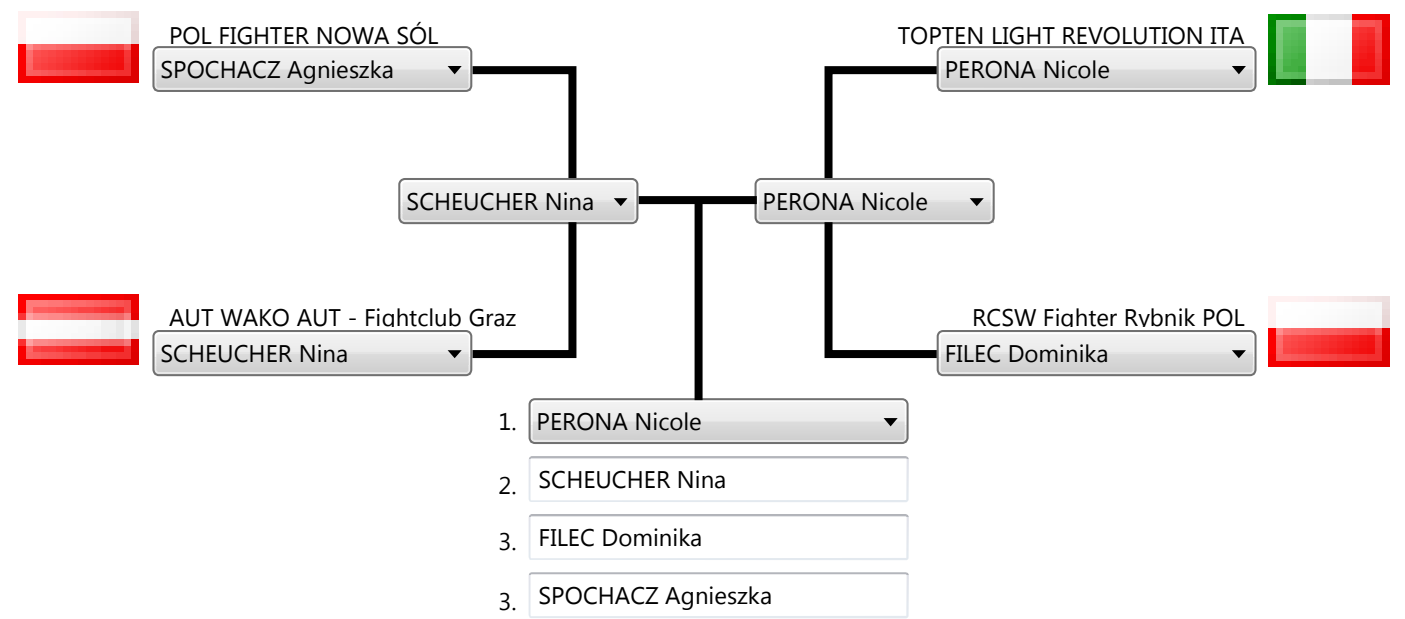 POL FIGHTER NOWA SÓL
TOPTEN LIGHT REVOLUTION ITA
SPOCHACZ Agnieszka
PERONA Nicole
SCHEUCHER Nina
PERONA Nicole
AUT WAKO AUT - Fightclub Graz
RCSW Fighter Rybnik POL
SCHEUCHER Nina
FILEC Dominika
1. PERONA Nicole
2. SCHEUCHER Nina
3. FILEC Dominika
3. SPOCHACZ Agnieszka